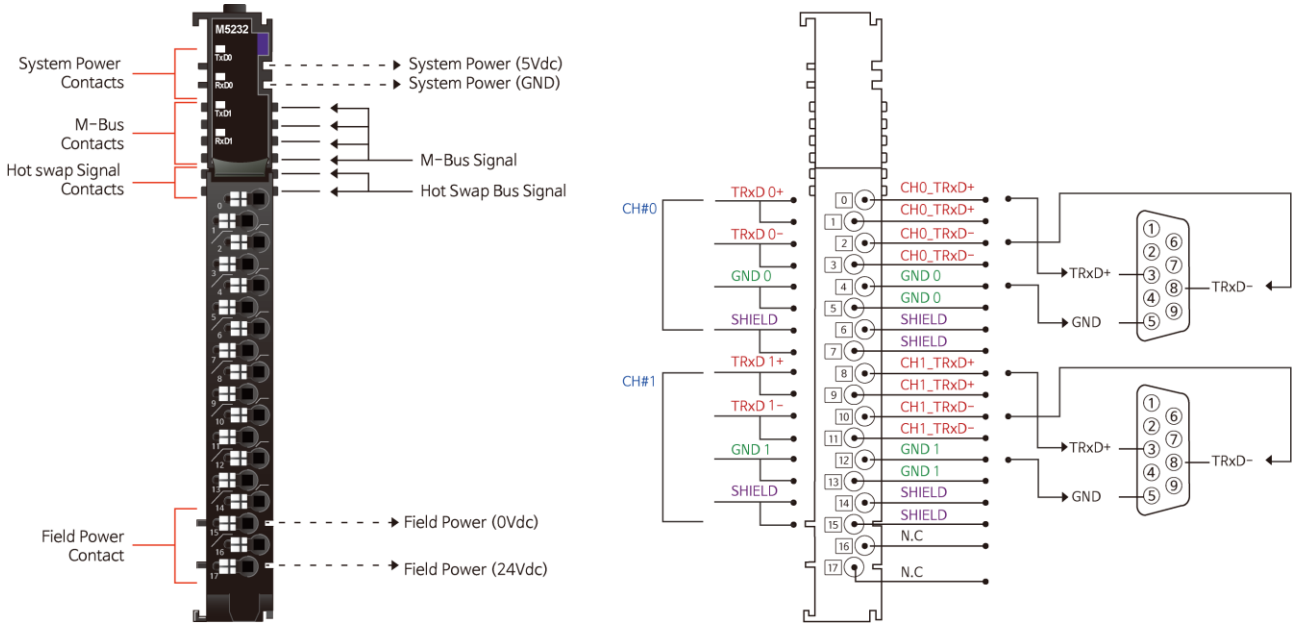 M5232
TxD0
RxD0
TxD1
RxD1
System Power
Contacts
M-Bus
Contacts
Hot swap Signal
Contacts
Field Power
Contact
System Power (5Vdc)
System Power (GND)
M-Bus Signal
Hot Swap Bus Signal
Field Power (0Vdc)
Field Power (24Vdc)
0
1
2
3
4
5
6
7
8
9
10
11
12
13
14
15
16
17
CH#0
TRxD 0+
TRxD 0-
GND 0
SHIELD
CH#1
TRxD 1+
TRxD 1-
GND 1
SHIELD
0 CH0_TRxD+
1 CH0_TRxD+
2 CH0_TRxD-
3 CH0_TRxD-
4 GND 0
5 GND 0
6 SHIELD
7 SHIELD
8 CH1_TRxD+
9 CH1_TRxD+
10 CH1_TRxD-
11 CH1_TRxD-
12 GND 1
13 GND 1
14 SHIELD
15 SHIELD
16 N.C
17 N.C
TRxD+
GND
1
2
3
4
5
6
7
8
9
TRxD-
TRxD+
GND
1
2
3
4
5
6
7
8
9
TRxD-